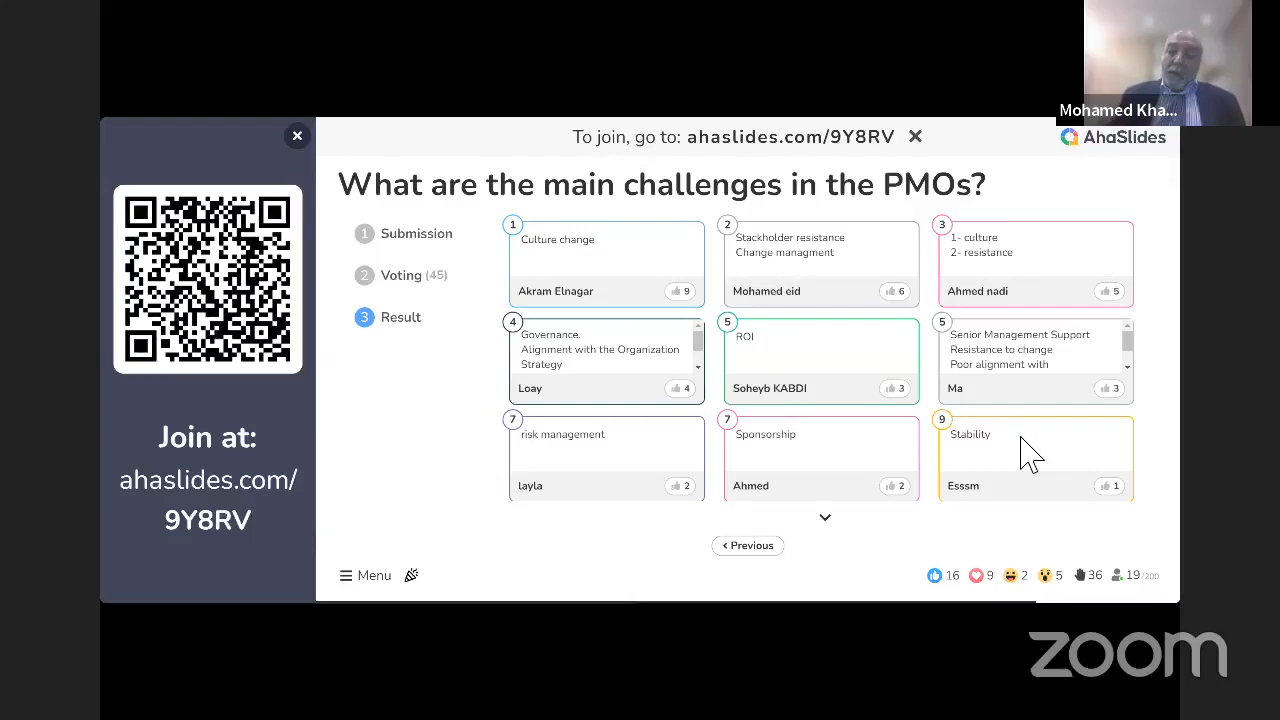 Mohamed Kha...
To join, go to: ahaslides.com/9Y8RV
AhaSlides
What are the main challenges in the PMOs?
1 Submission
2 Voting (45)
3 Result
1
Culture change
Akram Elnagar
9
2
Stackholder resistance
Change managment
Mohamed eid
6
3
1- culture
2- resistance
Ahmed nadi
5
4
Governance.
Alignment with the Organization
Strategy
Loay
4
5
ROI
Soheyb KABDI
3
5
Senior Management Support
Resistance to change
Poor alignment with
Ma
3
7
risk management
layla
2
7
Sponsorship
Ahmed
2
9
Stability
Esssm
1
Join at:
ahaslides.com/
9Y8RV
Previous
Menu
16 9 2 5 36 19/200
zoom